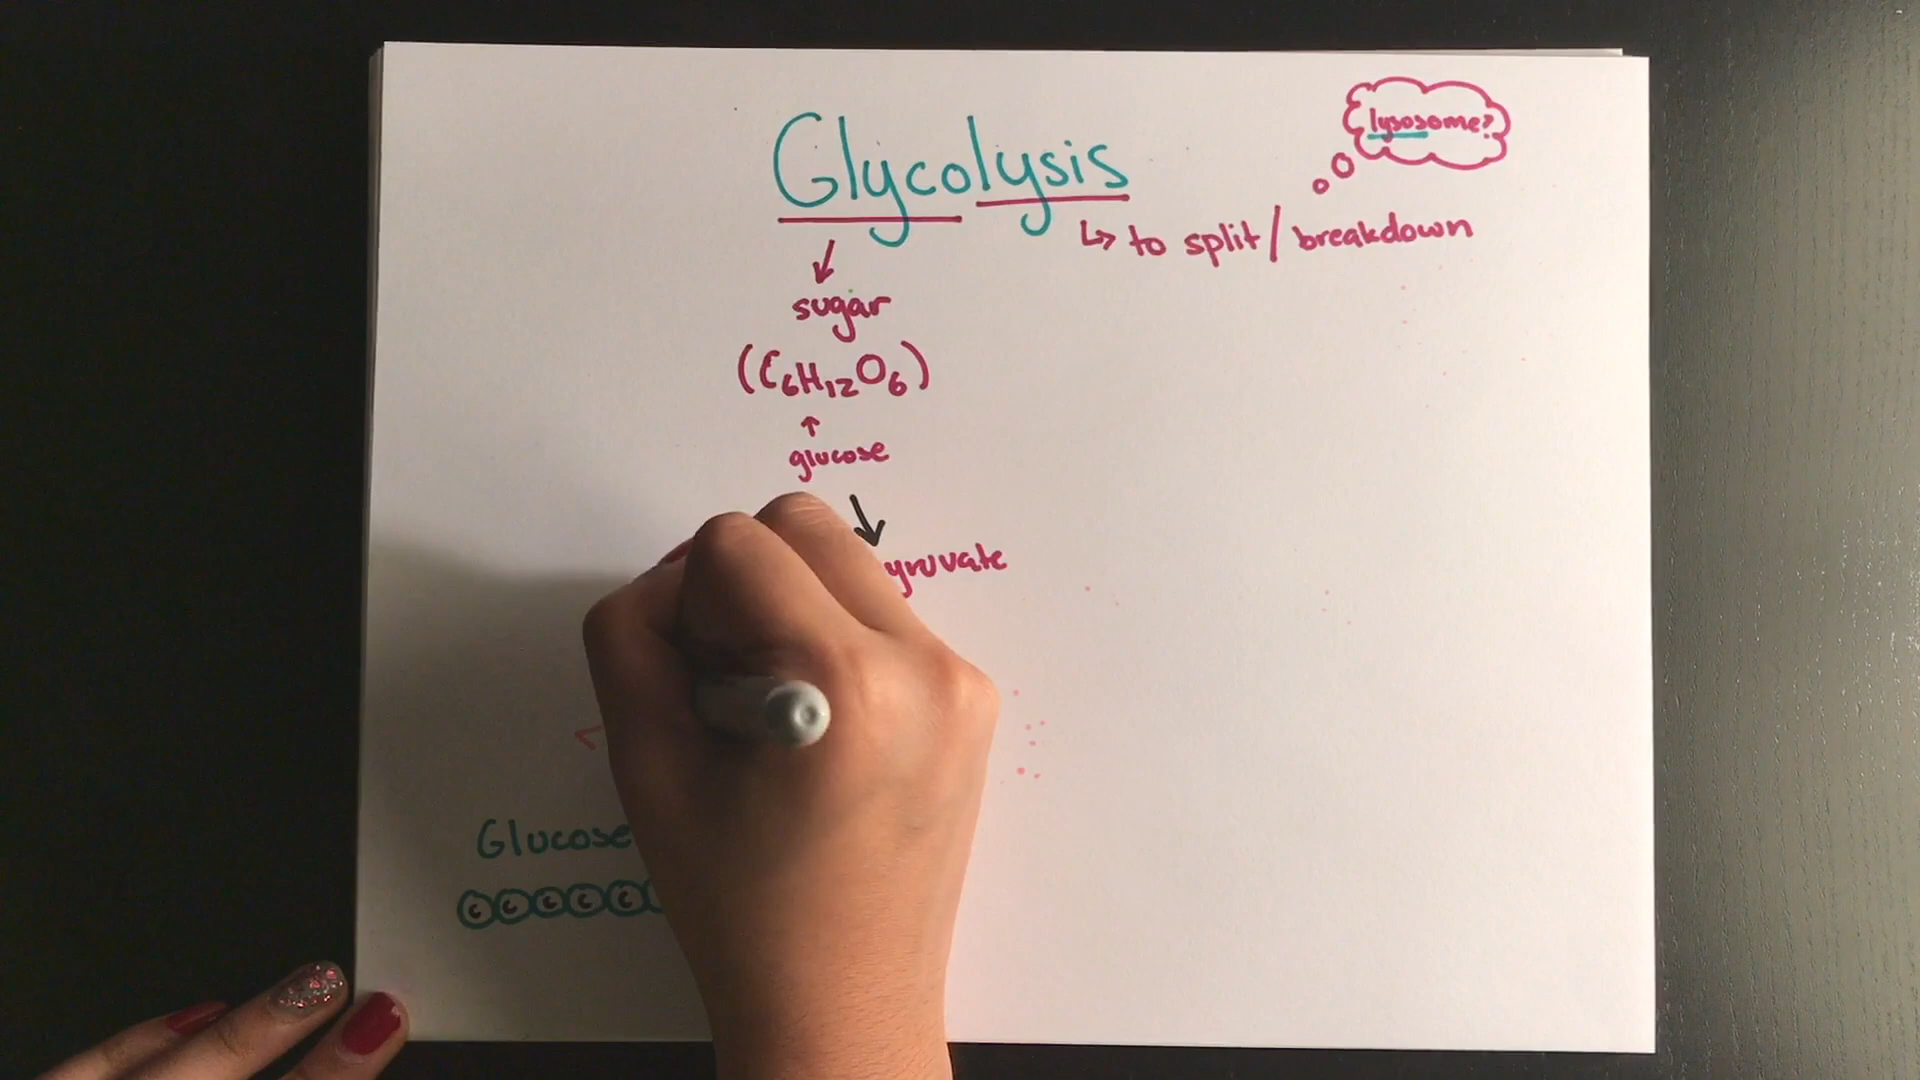 lysosome?
Glycolysis
↳ to split/breakdown
↓
sugar
(C₆H₁₂O₆)
↑
glucose
↓
yruvate
Glucose
C C C C C